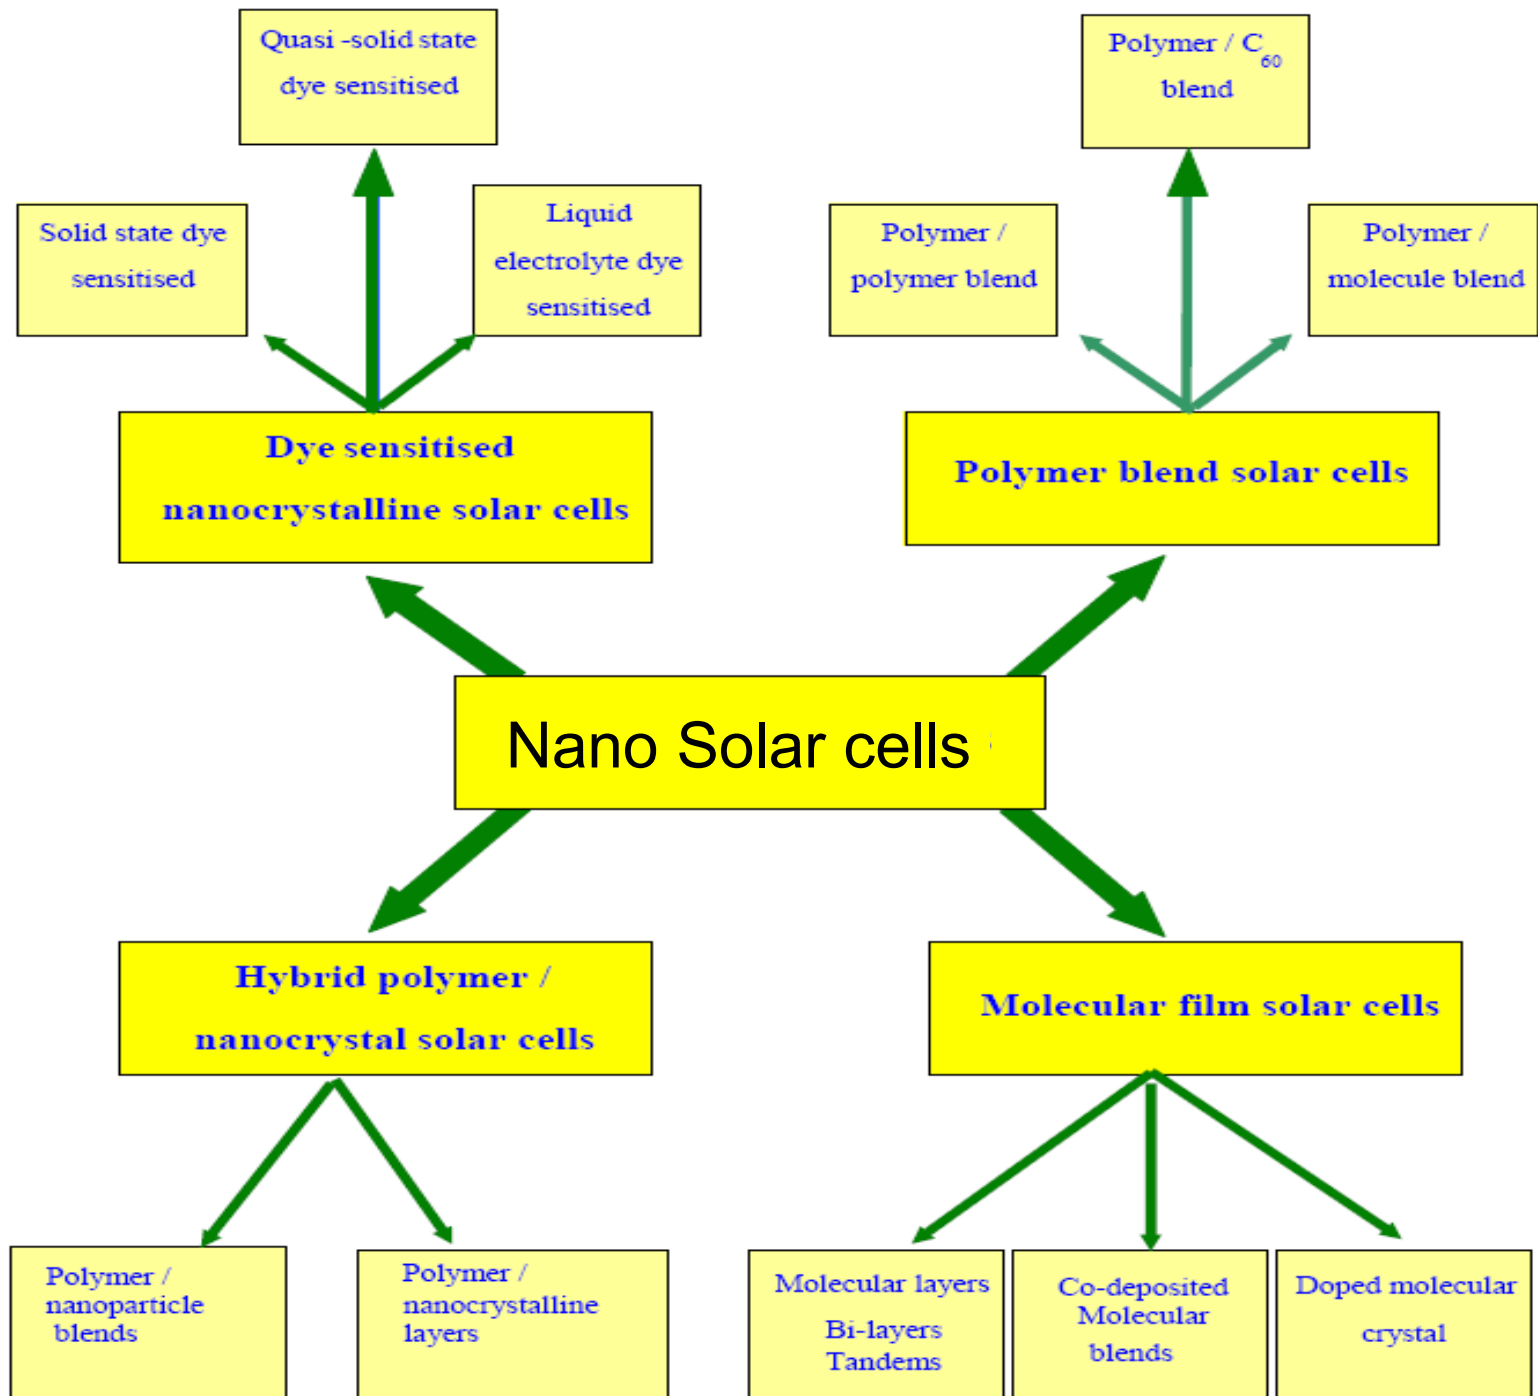 Quasi -solid state
dye sensitised
Polymer / C60
blend
Solid state dye
sensitised
Liquid
electrolyte dye
sensitised
Polymer /
polymer blend
Polymer /
molecule blend
Dye sensitised
nanocrystalline solar cells
Polymer blend solar cells
Nano Solar cells
Hybrid polymer /
nanocrystal solar cells
Molecular film solar cells
Polymer /
nanoparticle
blends
Polymer /
nanocrystalline
layers
Molecular layers
Bi-layers
Tandems
Co-deposited
Molecular
blends
Doped molecular
crystal